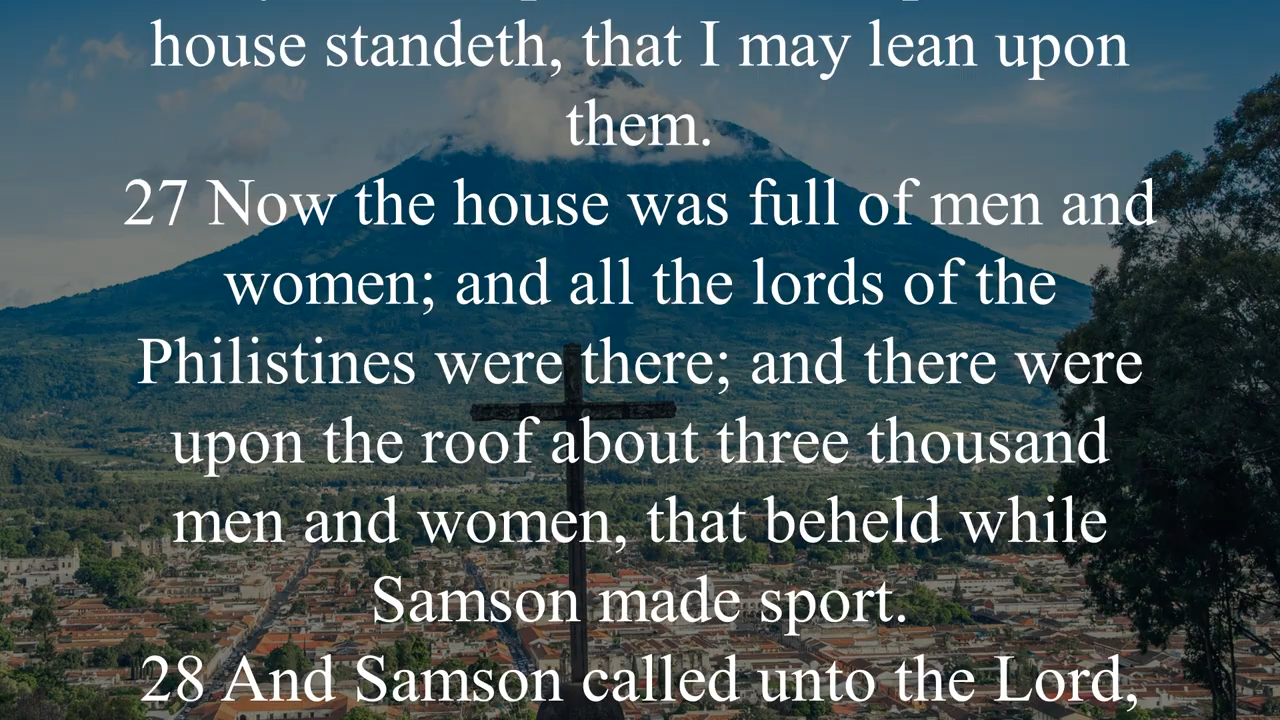 house standeth, that I may lean upon
them.
27 Now the house was full of men and
women; and all the lords of the
Philistines were there; and there were
upon the roof about three thousand
men and women, that beheld while
Samson made sport.
28 And Samson called unto the Lord,